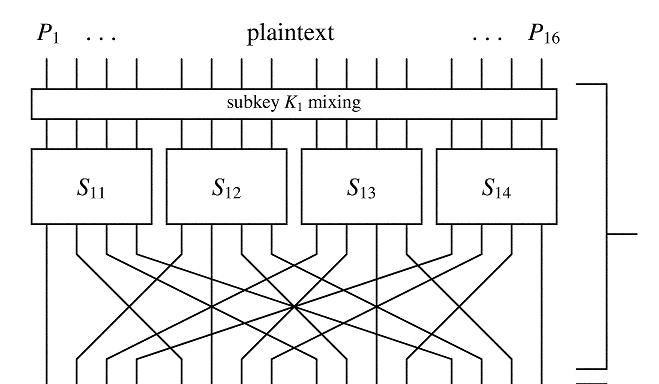 P₁ ... plaintext ... P₁₆
subkey K₁ mixing
S₁₁ S₁₂ S₁₃ S₁₄